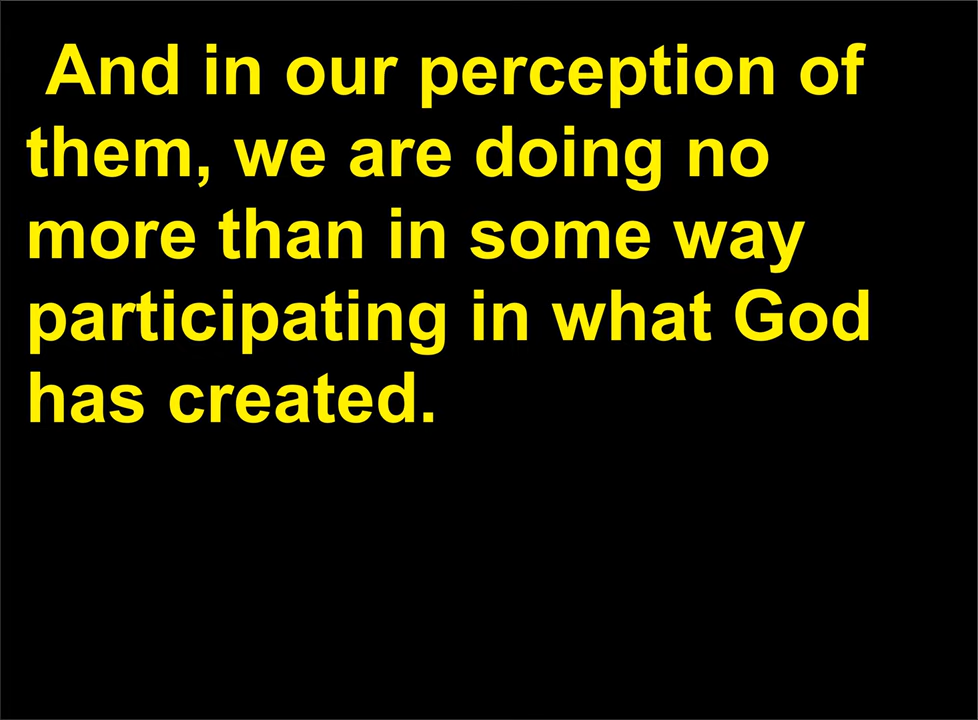 And in our perception of
them, we are doing no
more than in some way
participating in what God
has created.